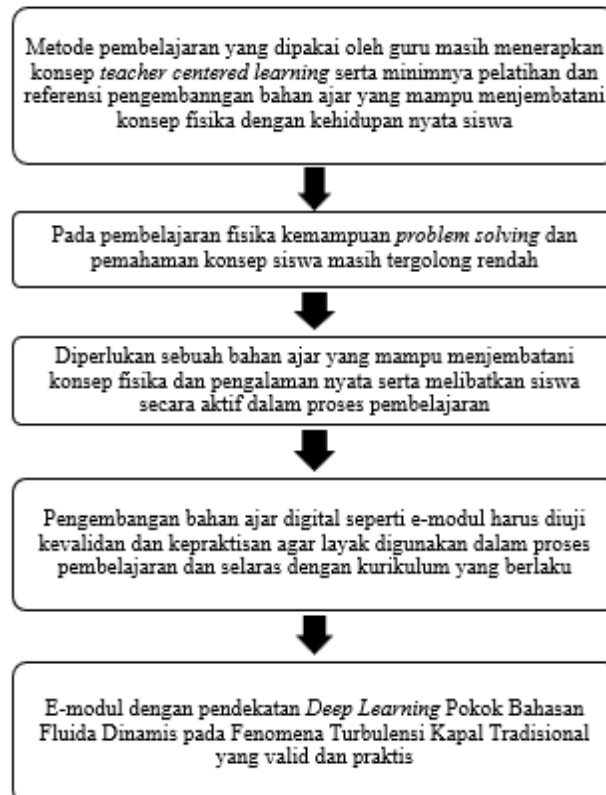 Metode pembelajaran yang dipakai oleh guru masih menerapkan
konsep teacher centered learning serta minimnya pelatihan dan
referensi pengembanngan bahan ajar yang mampu menjembatani
konsep fisika dengan kehidupan nyata siswa
Pada pembelajaran fisika kemampuan problem solving dan
pemahaman konsep siswa masih tergolong rendah
Diperlukan sebuah bahan ajar yang mampu menjembatani
konsep fisika dan pengalaman nyata serta melibatkan siswa
secara aktif dalam proses pembelajaran
Pengembangan bahan ajar digital seperti e-modul harus diuji
kevalidan dan kepraktisan agar layak digunakan dalam proses
pembelajaran dan selaras dengan kurikulum yang berlaku
E-modul dengan pendekatan Deep Learning Pokok Bahasan
Fluida Dinamis pada Fenomena Turbulensi Kapal Tradisional
yang valid dan praktis